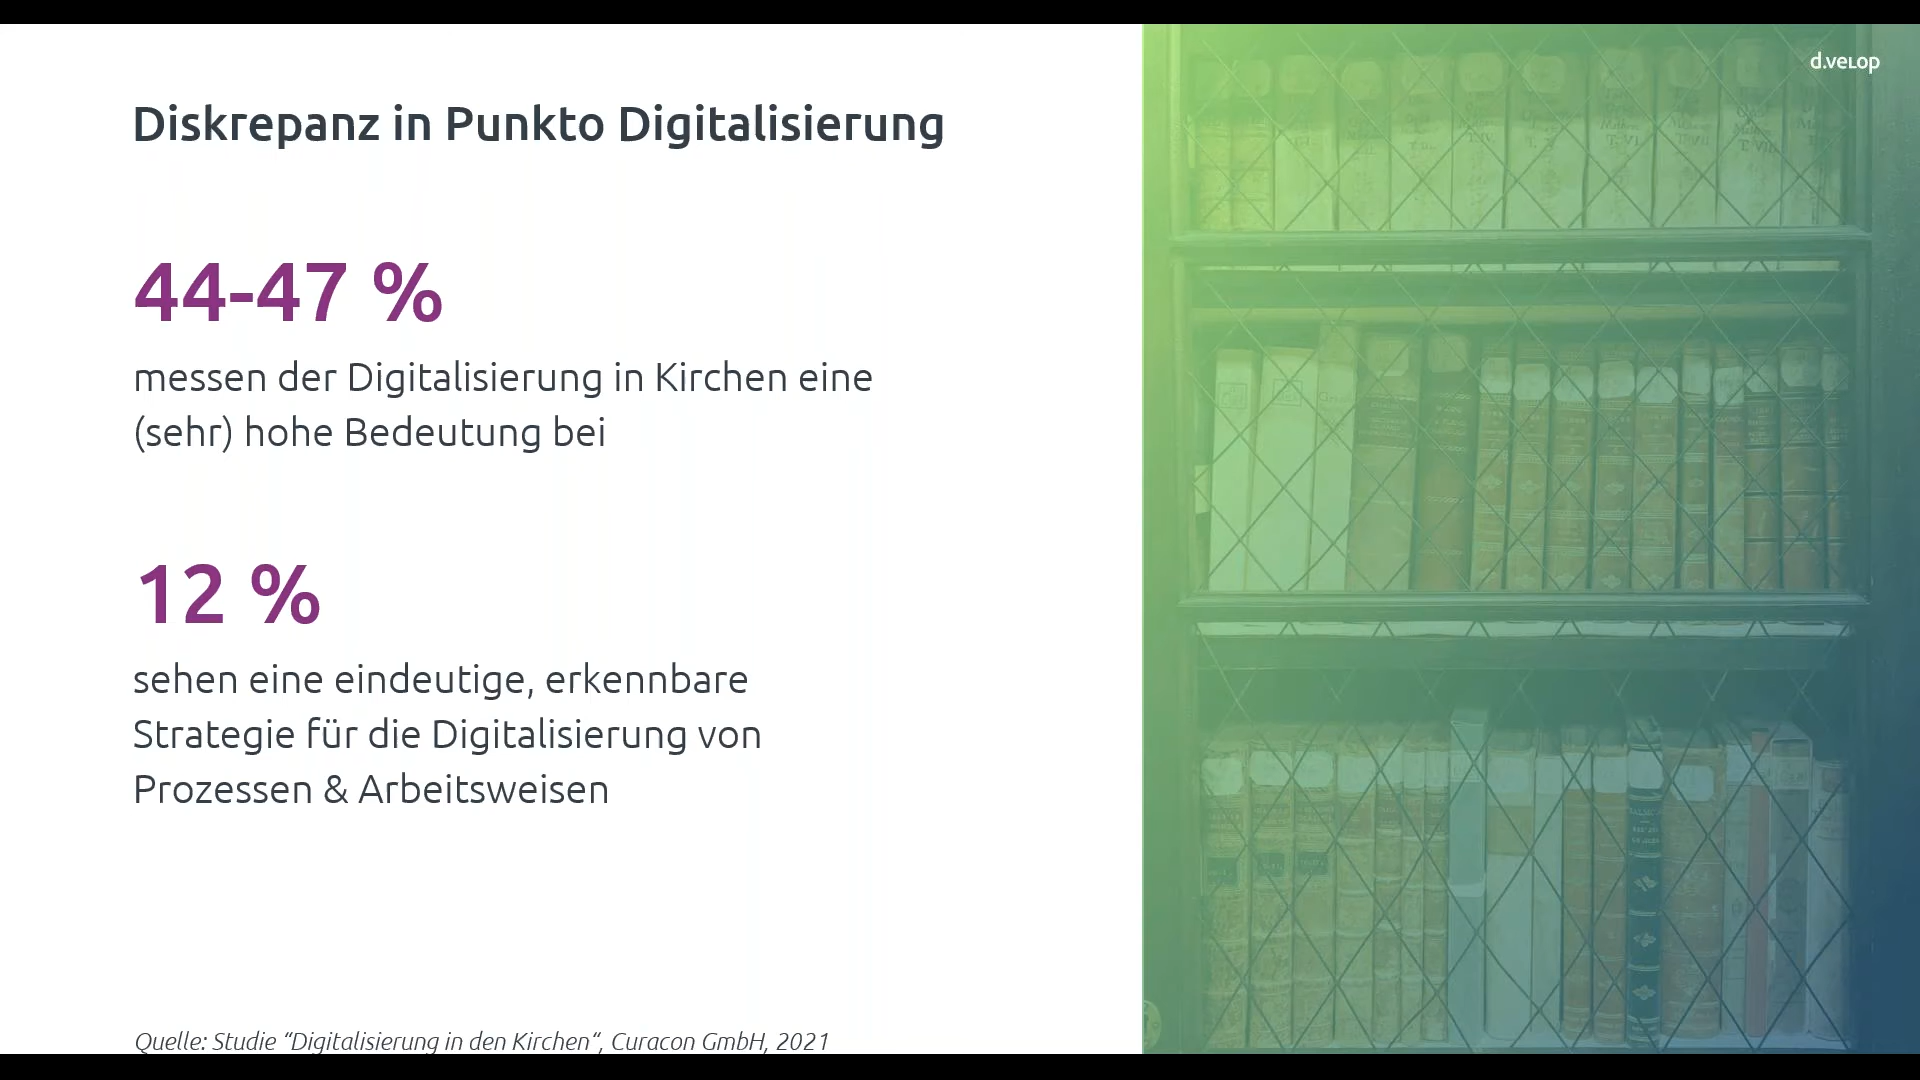 d.velop
Diskrepanz in Punkto Digitalisierung
44-47 %
messen der Digitalisierung in Kirchen eine
(sehr) hohe Bedeutung bei
12 %
sehen eine eindeutige, erkennbare
Strategie für die Digitalisierung von
Prozessen & Arbeitsweisen
Quelle: Studie “Digitalisierung in den Kirchen“, Curacon GmbH, 2021